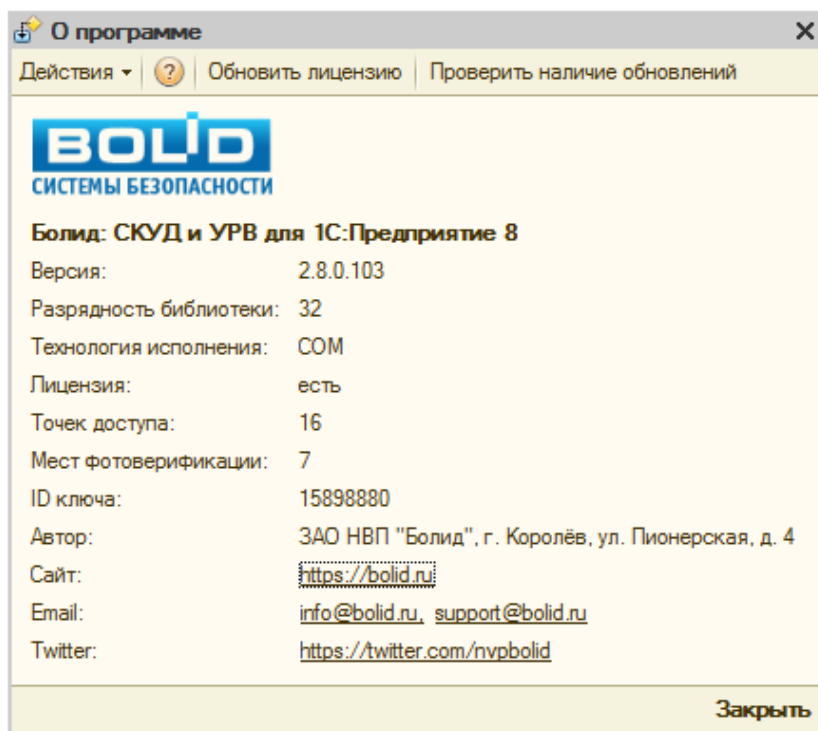 О программе
Действия ? Обновить лицензию Проверить наличие обновлений
BOLID
СИСТЕМЫ БЕЗОПАСНОСТИ
Болид: СКУД и УРВ для 1С:Предприятие 8
Версия: 2.8.0.103
Разрядность библиотеки: 32
Технология исполнения: COM
Лицензия: есть
Точек доступа: 16
Мест фотоверификации: 7
ID ключа: 15898880
Автор: ЗАО НВП "Болид", г. Королёв, ул. Пионерская, д. 4
Сайт: https://bolid.ru
Email: info@bolid.ru, support@bolid.ru
Twitter: https://twitter.com/nvpbolid
Закрыть